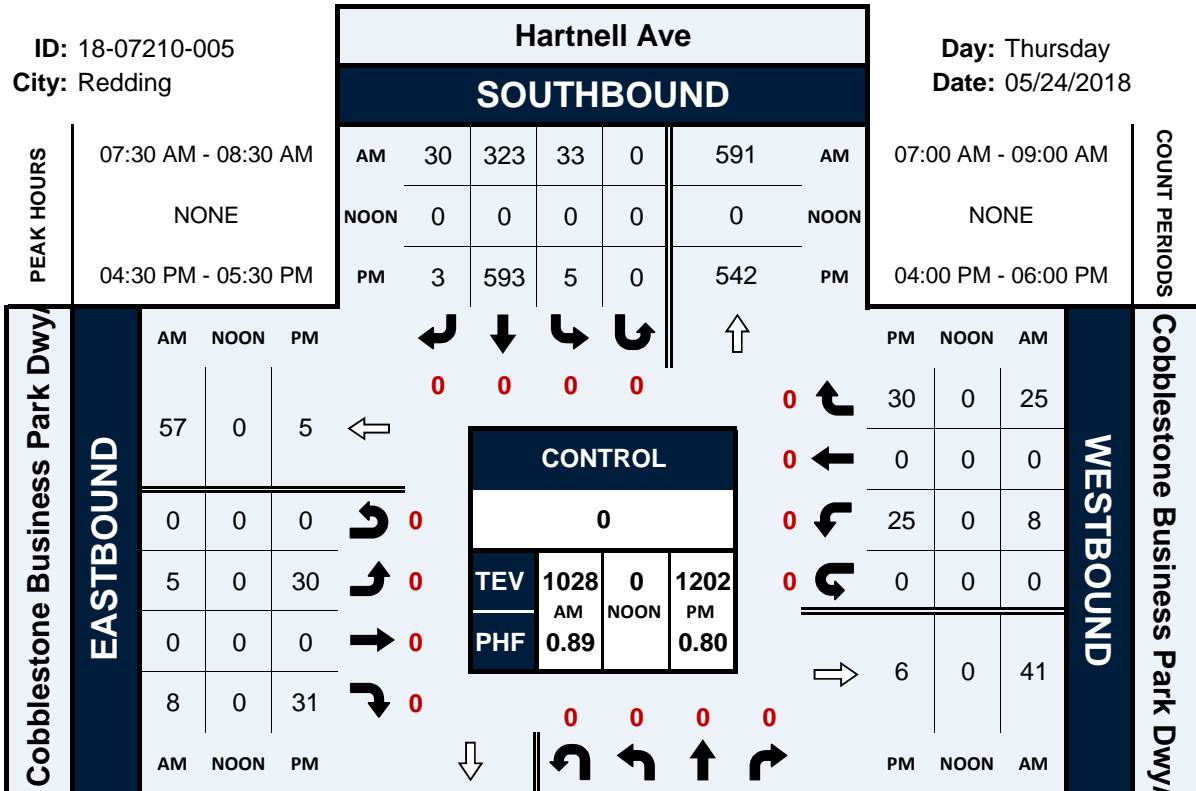 ID: 18-07210-005
City: Redding
Hartnell Ave
SOUTHBOUND
Day: Thursday
Date: 05/24/2018
PEAK HOURS
07:30 AM - 08:30 AM
NONE
04:30 PM - 05:30 PM
AM 30 323 33 0 591 AM
NOON 0 0 0 0 0 NOON
PM 3 593 5 0 542 PM
07:00 AM - 09:00 AM
NONE
04:00 PM - 06:00 PM
COUNT PERIODS
0 0 0 0
Cobblestone Business Park Dwy/
EASTBOUND
AM NOON PM
57 0 5
0 0 0 0
5 0 30 0
0 0 0 0
8 0 31 0
AM NOON PM
CONTROL
0
TEV 1028 0 1202
AM NOON PM
PHF 0.89 0.80
PM NOON AM
0 30 0 25
0 0 0 0
0 25 0 8
0 0 0 0
6 0 41
PM NOON AM
WESTBOUND
Cobblestone Business Park Dwy/
0 0 0 0